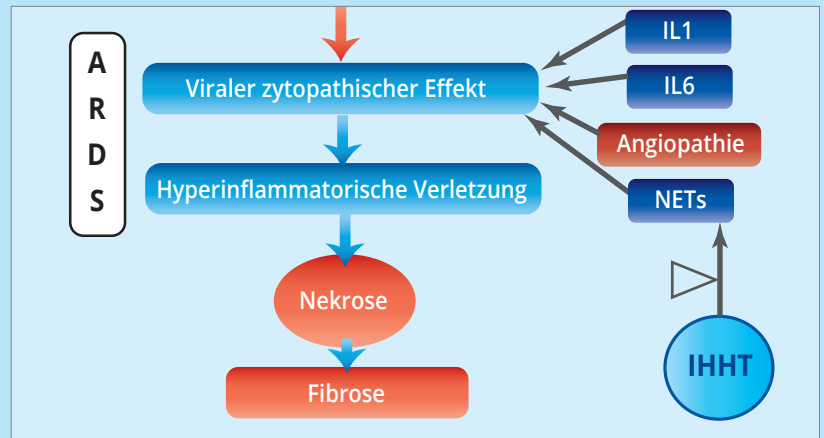 A
R
D
S
Viraler zytopathischer Effekt
Hyperinflammatorische Verletzung
Nekrose
Fibrose
IL1
IL6
Angiopathie
NETs
IHHT